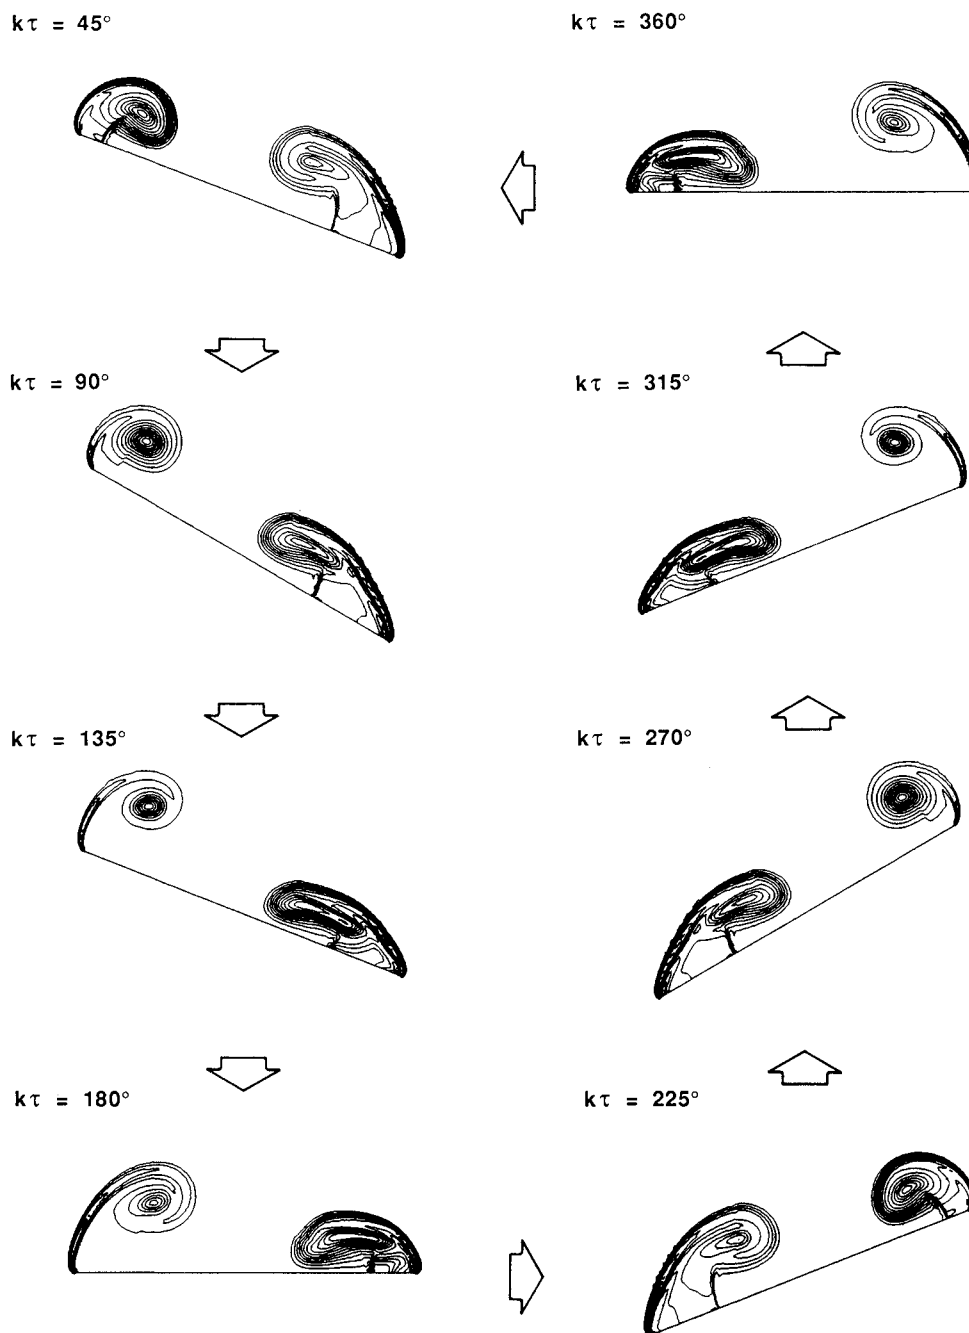 kτ = 45°
kτ = 360°
kτ = 90°
kτ = 315°
kτ = 135°
kτ = 270°
kτ = 180°
kτ = 225°